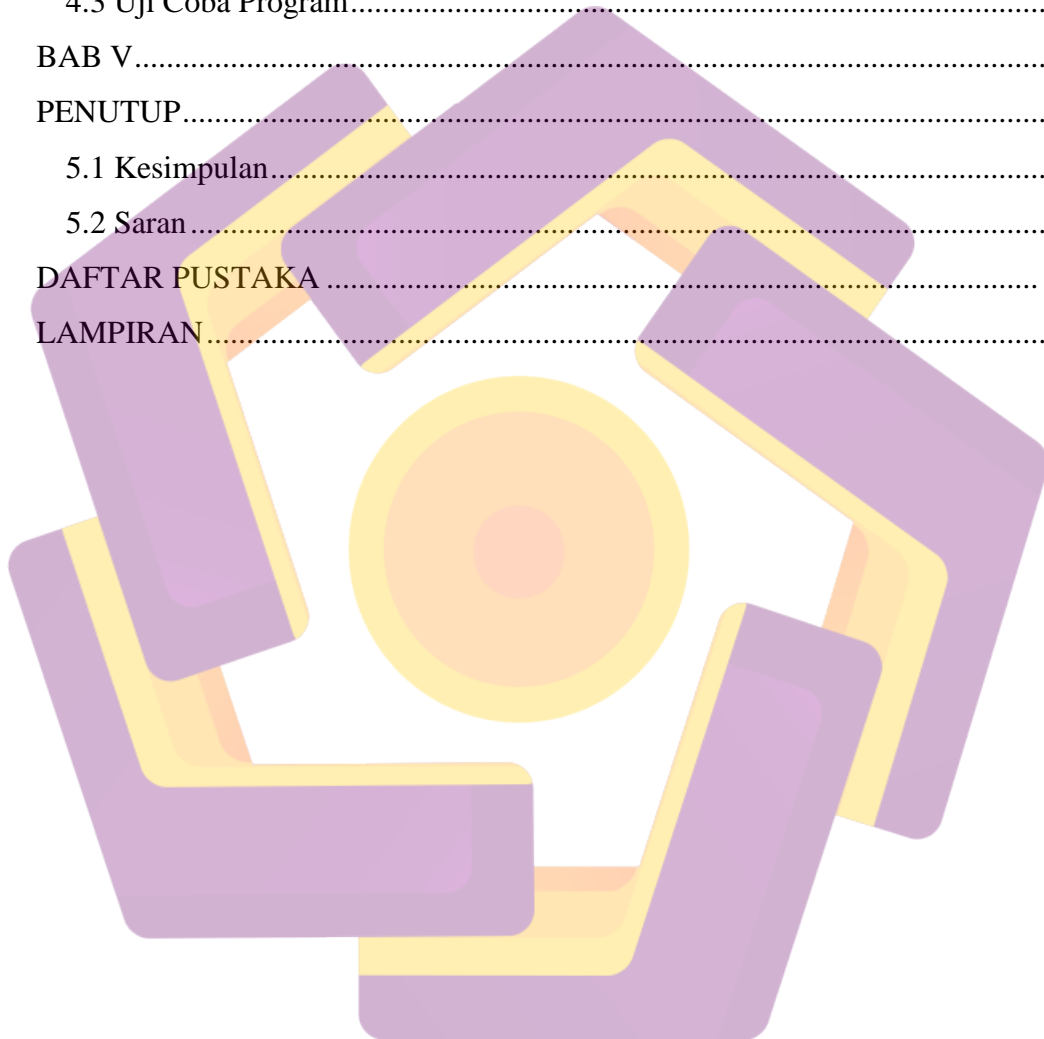 4.3 Uji Coba Program........................................................................................
BAB V....................................................................................................................
PENUTUP..............................................................................................................
5.1 Kesimpulan..................................................................................................
5.2 Saran............................................................................................................
DAFTAR PUSTAKA ..........................................................................................
LAMPIRAN..........................................................................................................